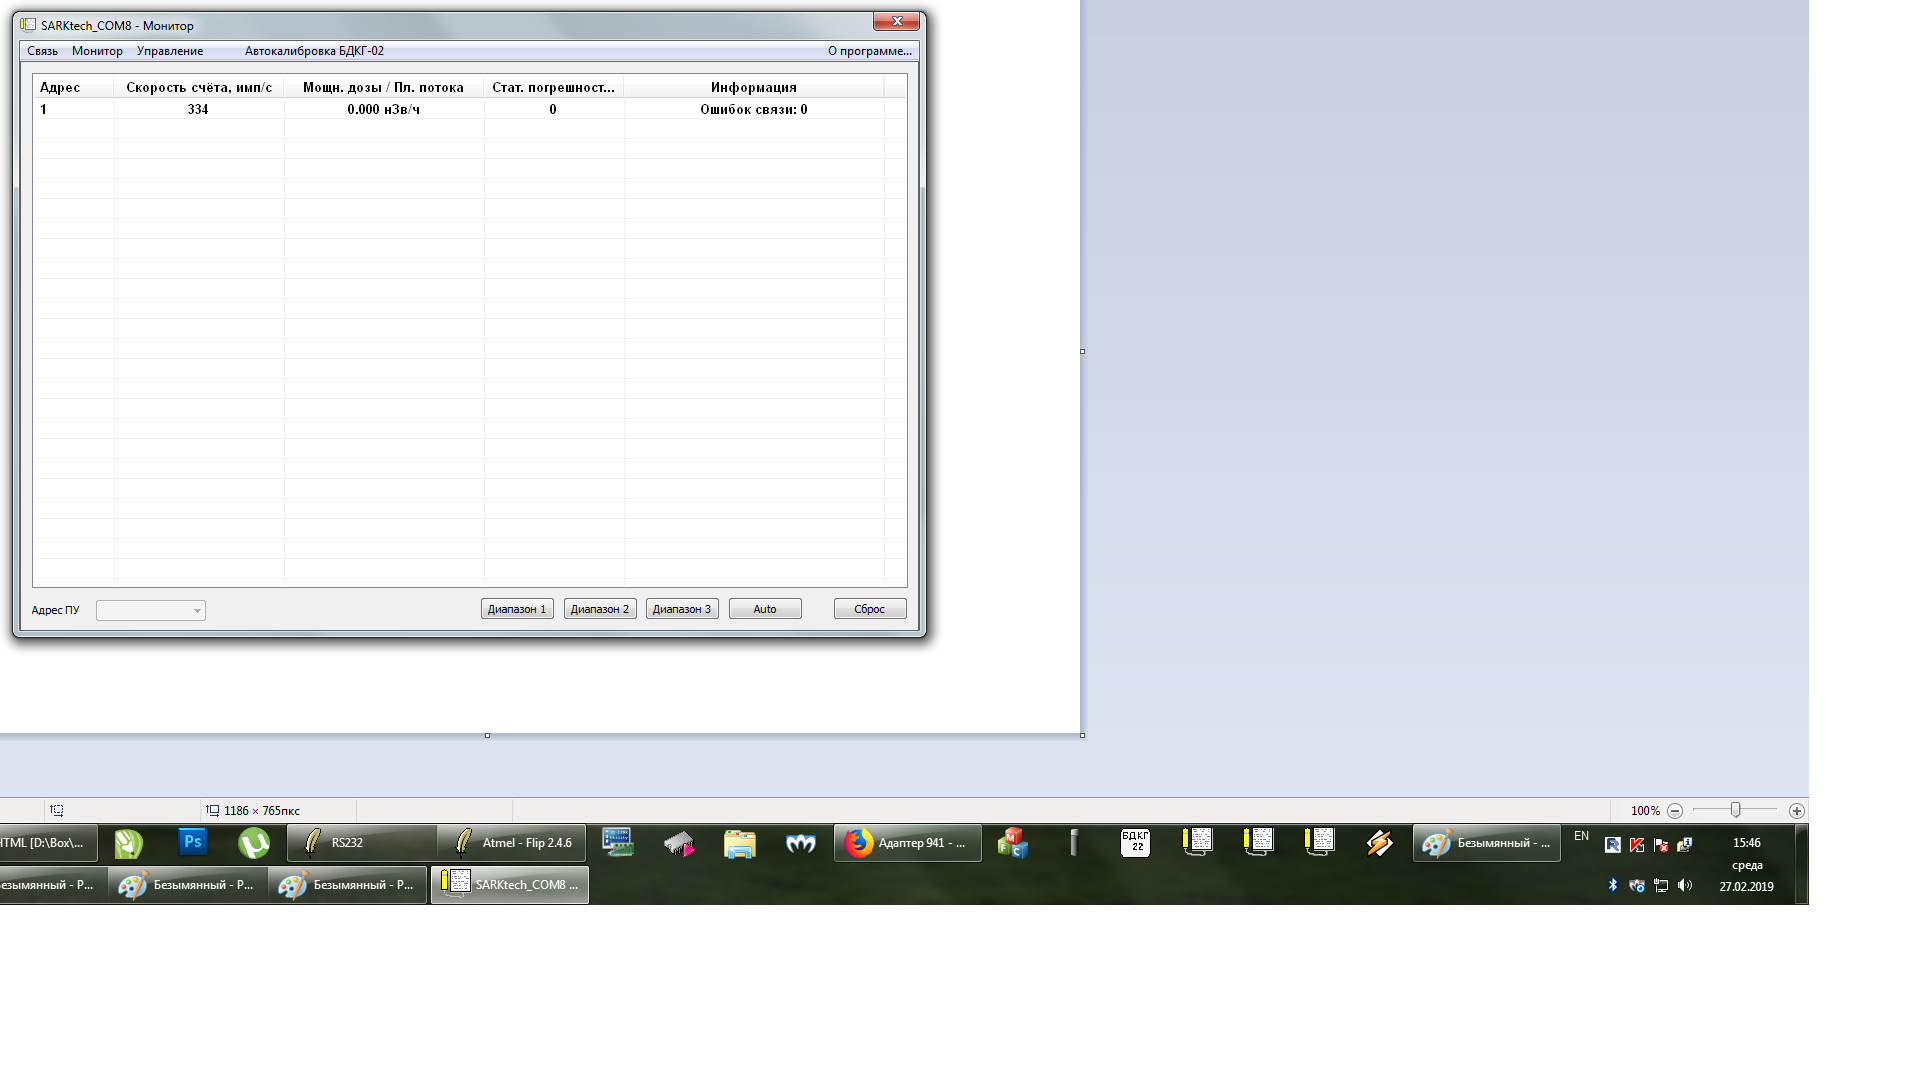 SARKtech_COM8 - Монитор
Связь Монитор Управление Автокалибровка БДКГ-02 О программе...
Адрес Скорость счёта, имп/с Мощн. дозы / Пл. потока Стат. погрешност... Информация
1 334 0.000 нЗв/ч 0 Ошибок связи: 0
Адрес ПУ Диапазон 1 Диапазон 2 Диапазон 3 Auto Сброс
1186 × 765пкс 100%
HTML [D:\Box\... Ps RS232 Atmel - Flip 2.4.6 Адаптер 941 - ... M F C БДКГ 22 Безымянный - ... EN 15:46
среда
езымянный - P... Безымянный - P... Безымянный - P... SARKtech_COM8 ... 27.02.2019